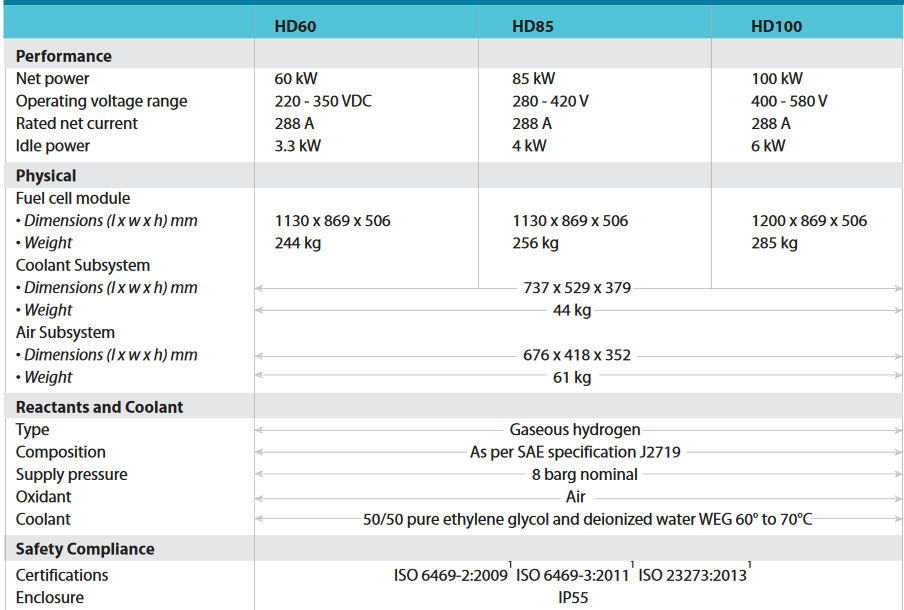 HD60 HD85 HD100
Performance
Net power 60 kW 85 kW 100 kW
Operating voltage range 220 - 350 VDC 280 - 420 V 400 - 580 V
Rated net current 288 A 288 A 288 A
Idle power 3.3 kW 4 kW 6 kW
Physical
Fuel cell module
• Dimensions (l x w x h) mm 1130 x 869 x 506 1130 x 869 x 506 1200 x 869 x 506
• Weight 244 kg 256 kg 285 kg
Coolant Subsystem
• Dimensions (l x w x h) mm 737 x 529 x 379
• Weight 44 kg
Air Subsystem
• Dimensions (l x w x h) mm 676 x 418 x 352
• Weight 61 kg
Reactants and Coolant
Type Gaseous hydrogen
Composition As per SAE specification J2719
Supply pressure 8 barg nominal
Oxidant Air
Coolant 50/50 pure ethylene glycol and deionized water WEG 60° to 70°C
Safety Compliance
Certifications ISO 6469-2:2009¹ ISO 6469-3:2011¹ ISO 23273:2013¹
Enclosure IP55